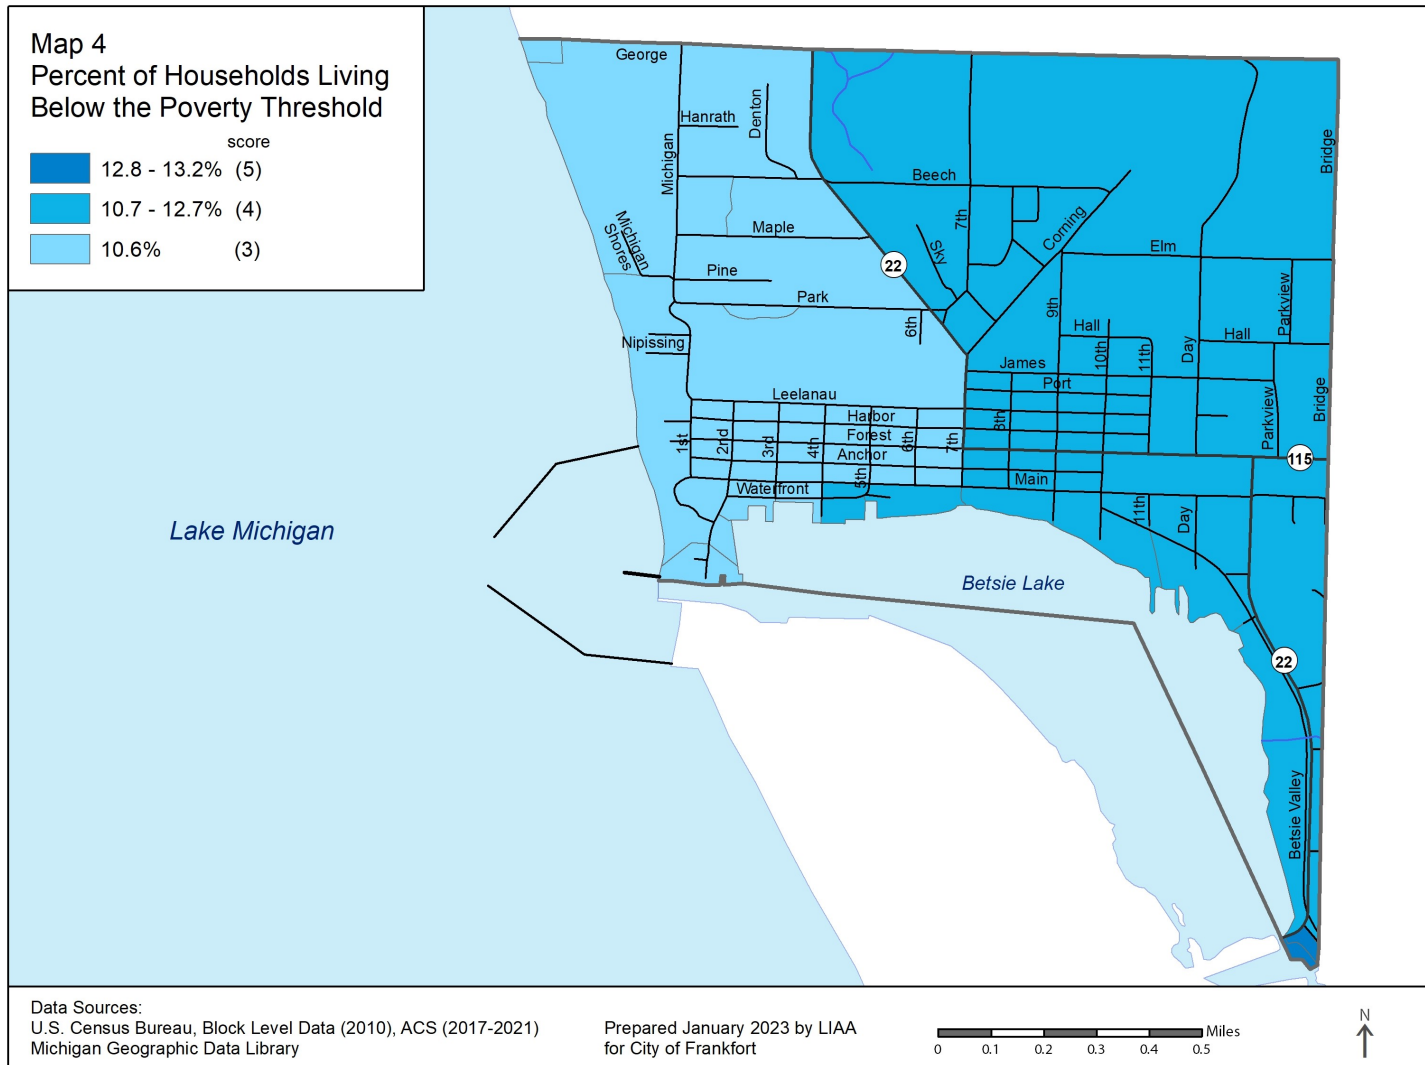 Map 4
Percent of Households Living
Below the Poverty Threshold
score
12.8 - 13.2% (5)
10.7 - 12.7% (4)
10.6% (3)
George
Hanrath
Denton
Michigan
Beech
Bridge
Michigan
Shores
Maple
7th
Corning
Sky
Elm
22
Pine
Park
6th
9th
Parkview
Nipissing
Hall
10th
11th
Day
Hall
James
Port
Leelanau
Harbor
8th
Parkview
Bridge
Forest
1st
2nd
3rd
4th
6th
7th
Anchor
115
5th
Main
Waterfront
11th
Day
Lake Michigan
Betsie Lake
22
Betsie Valley
Data Sources:
U.S. Census Bureau, Block Level Data (2010), ACS (2017-2021)
Michigan Geographic Data Library
Prepared January 2023 by LIAA
for City of Frankfort
Miles
0 0.1 0.2 0.3 0.4 0.5
N